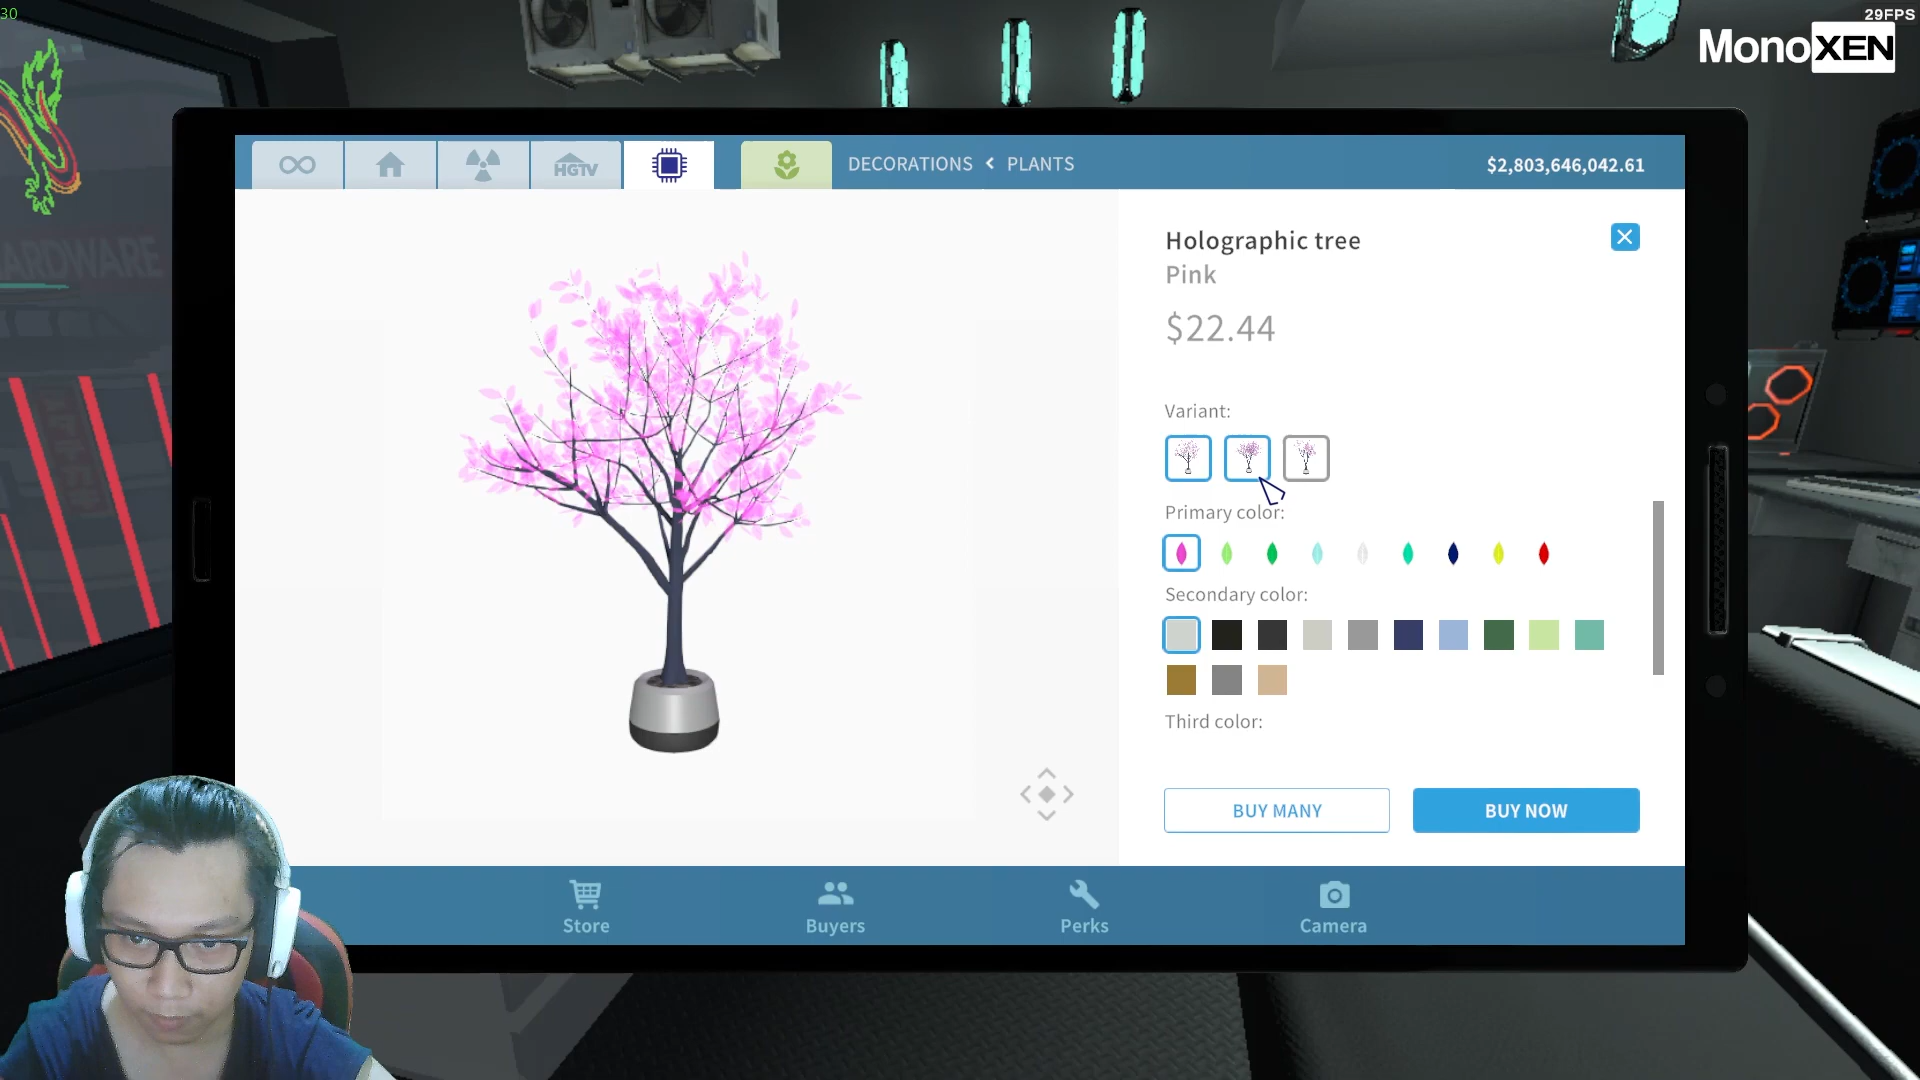 30
29FPS
MonoXEN
HGTV
DECORATIONS < PLANTS
$2,803,646,042.61
ARDWARE
Holographic tree
Pink
$22.44
Variant:
Primary color:
Secondary color:
Third color:
BUY MANY
BUY NOW
Store
Buyers
Perks
Camera